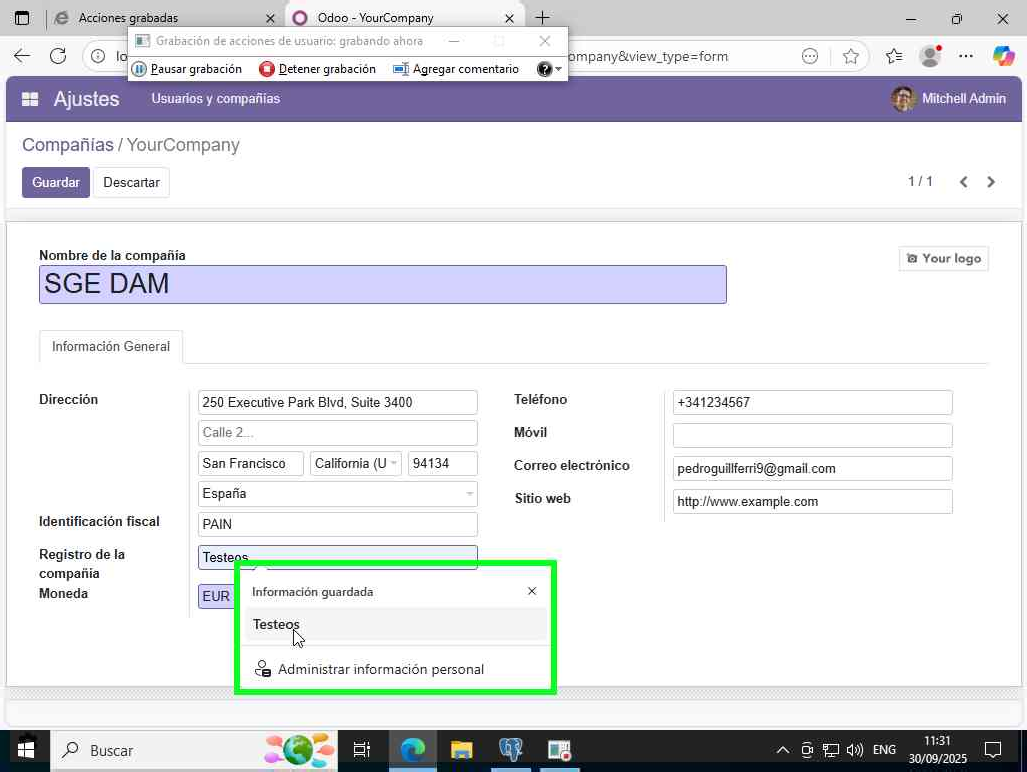 Acciones grabadas
Odoo - YourCompany
Grabación de acciones de usuario: grabando ahora
lo
ompany&view_type=form
Pausar grabación
Detener grabación
Agregar comentario
Ajustes
Usuarios y compañías
Mitchell Admin
Compañías / YourCompany
Guardar
Descartar
1 / 1
Nombre de la compañía
Your logo
SGE DAM
Información General
Dirección
250 Executive Park Blvd, Suite 3400
Calle 2...
San Francisco
California (U
94134
España
Identificación fiscal
PAIN
Registro de la compañía
Testeos
Moneda
EUR
Teléfono
+341234567
Móvil
Correo electrónico
pedroguillferri9@gmail.com
Sitio web
http://www.example.com
Información guardada
Testeos
Administrar información personal
Buscar
ENG
11:31
30/09/2025